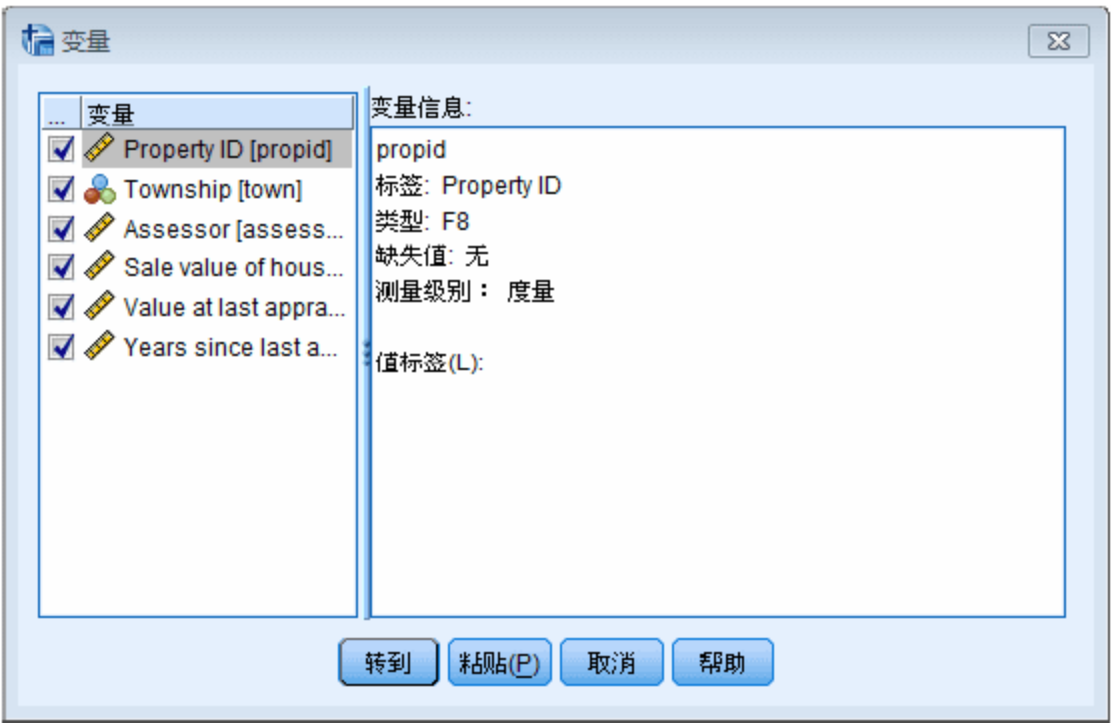 变量
... 变量
Property ID [propid]
Township [town]
Assessor [assess...
Sale value of hous...
Value at last appra...
Years since last a...
变量信息:
propid
标签: Property ID
类型: F8
缺失值: 无
测量级别： 度量
值标签(L):
转到 粘贴(P) 取消 帮助